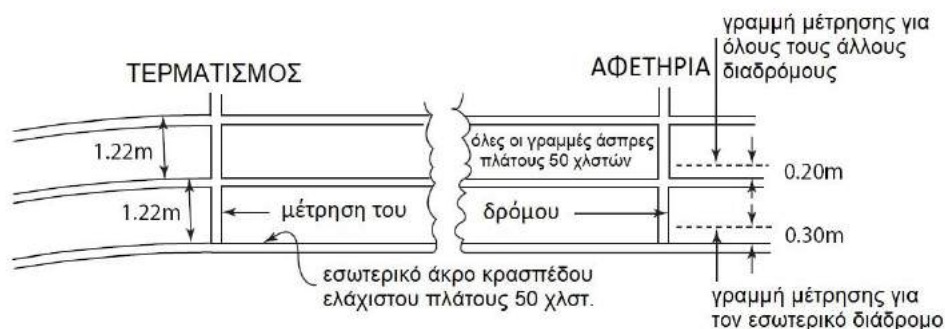 γραμμή μέτρησης για
όλους τους άλλους
διαδρόμους
ΤΕΡΜΑΤΙΣΜΟΣ
ΑΦΕΤΗΡΙΑ
1.22m
όλες οι γραμμές άσπρες
πλάτους 50 χλστών
0.20m
1.22m
μέτρηση του
δρόμου
0.30m
εσωτερικό άκρο κρασπέδου
ελάχιστου πλάτους 50 χλστ.
γραμμή μέτρησης για
τον εσωτερικό διάδρομο